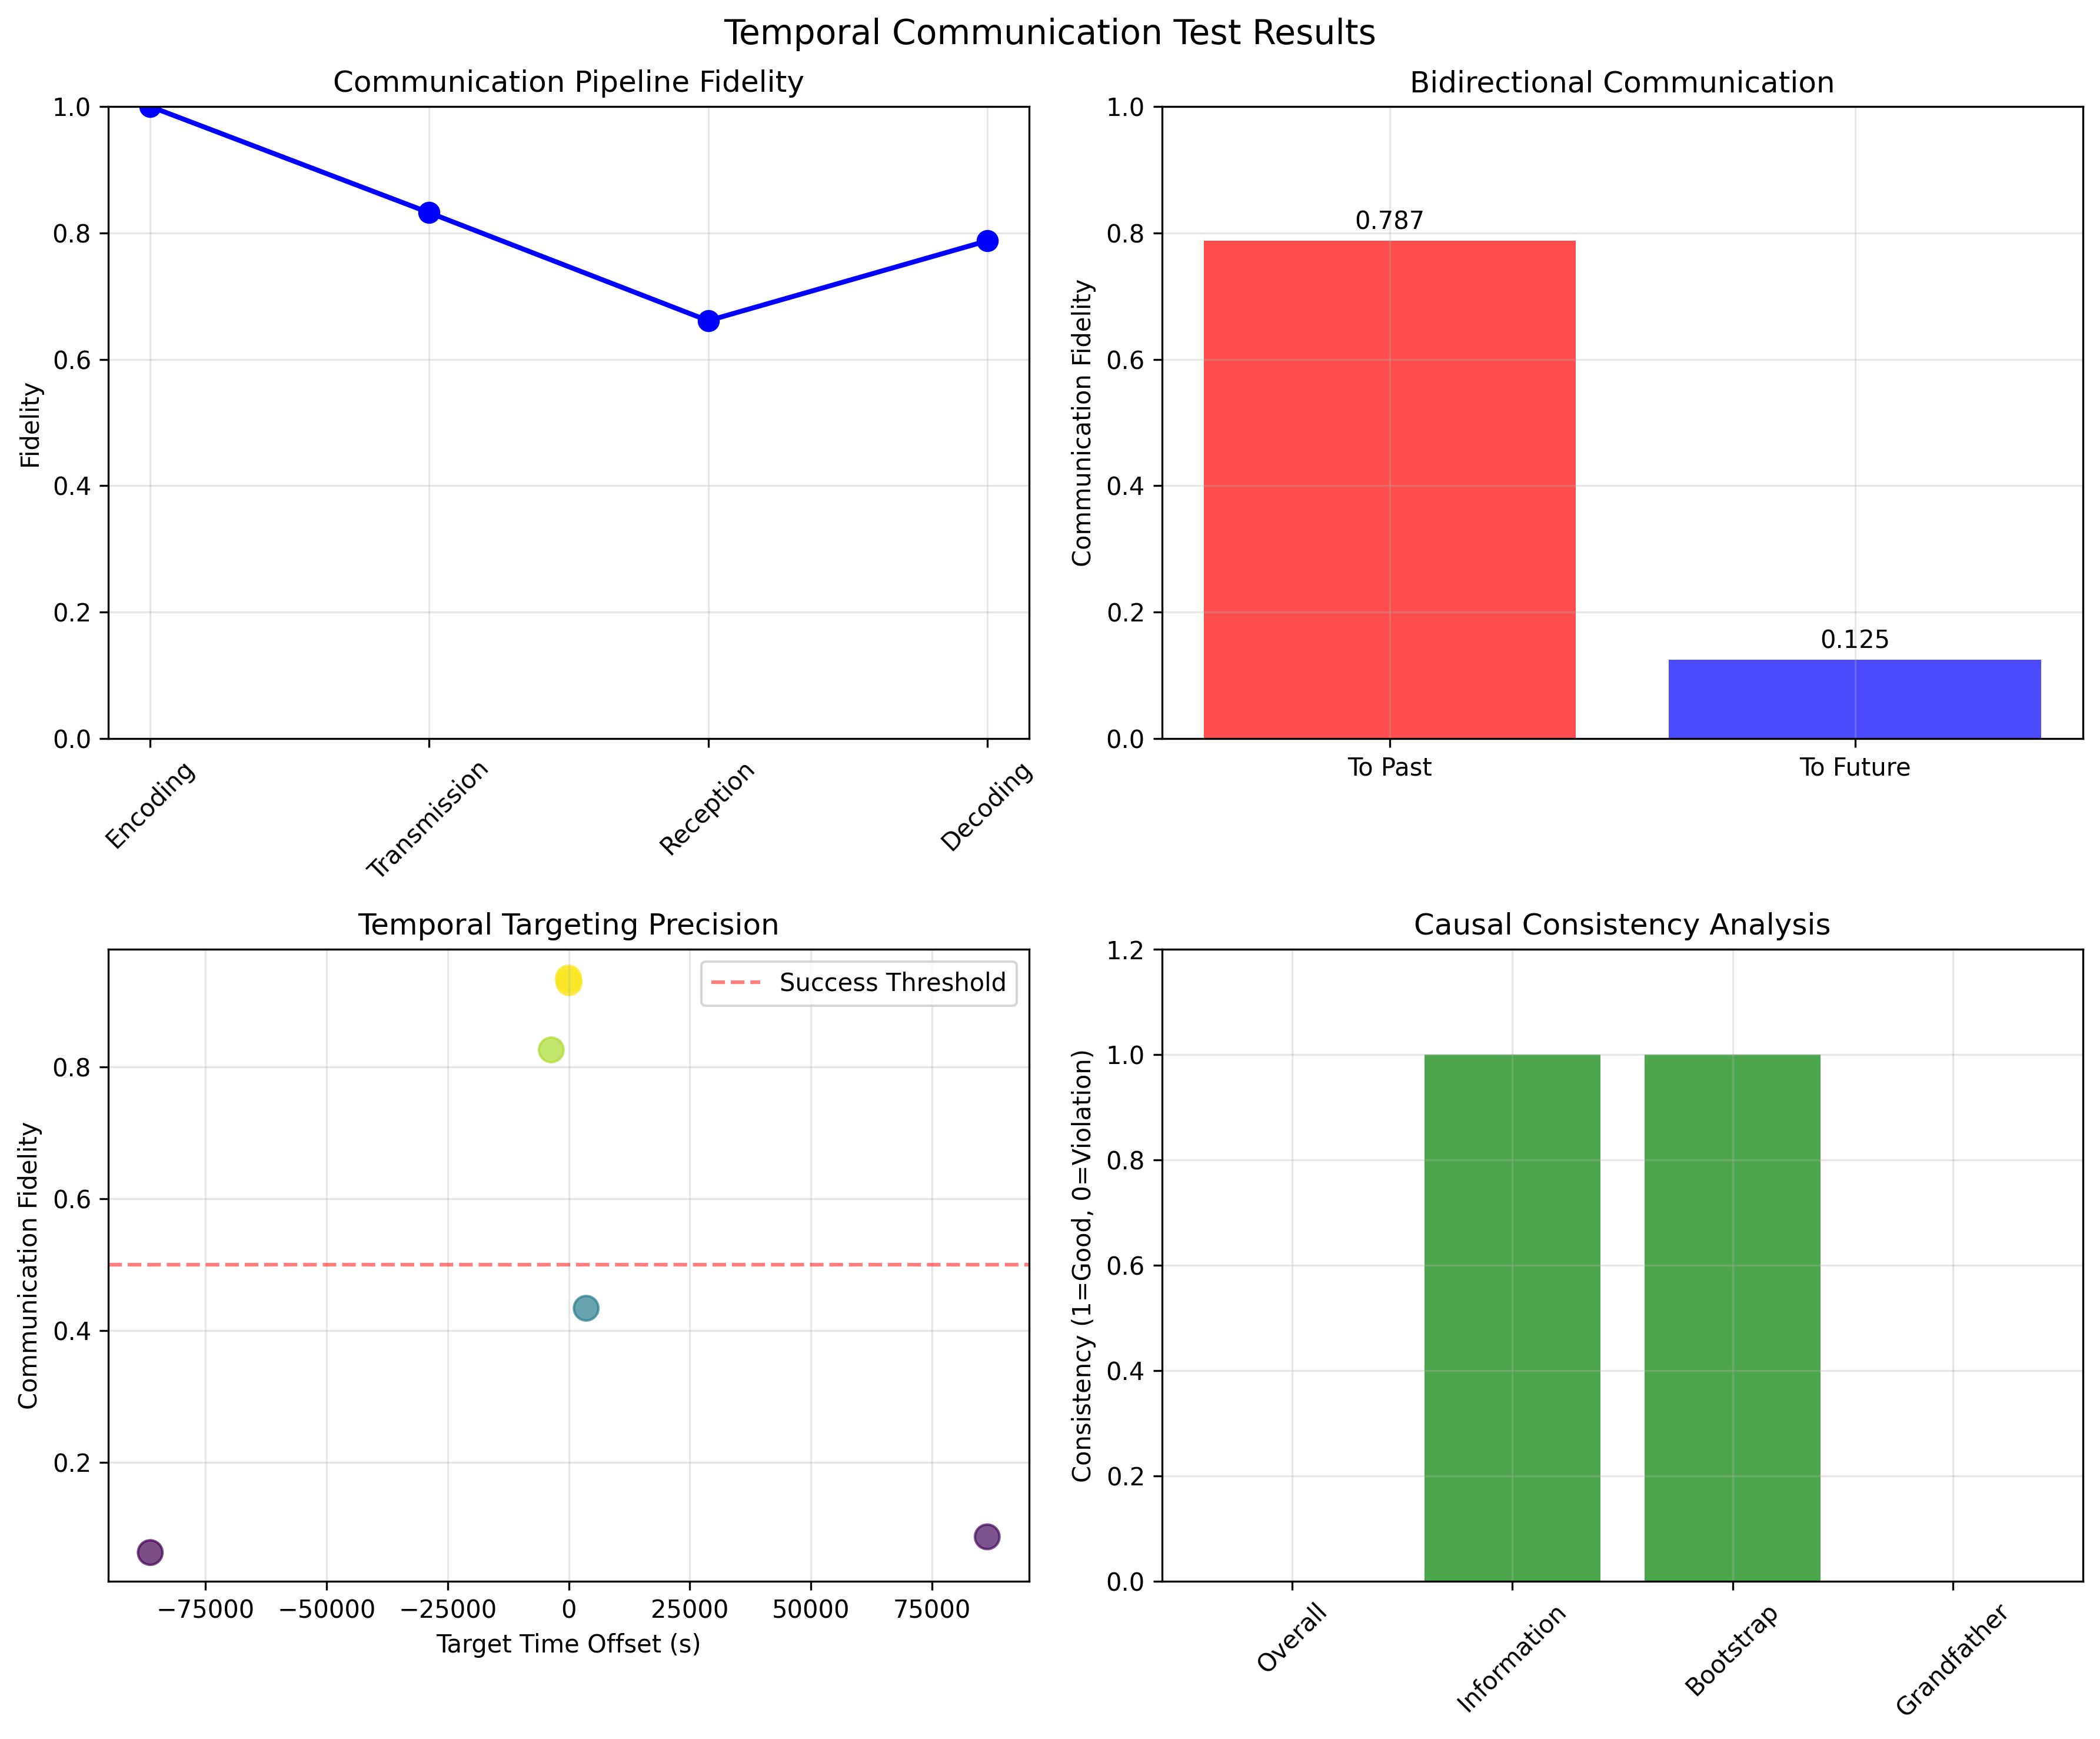 Temporal Communication Test Results
Communication Pipeline Fidelity
Fidelity
1.0
0.8
0.6
0.4
0.2
0.0
Encoding
Transmission
Reception
Decoding
Bidirectional Communication
Communication Fidelity
1.0
0.8
0.6
0.4
0.2
0.0
0.787
0.125
To Past
To Future
Temporal Targeting Precision
Communication Fidelity
0.8
0.6
0.4
0.2
Success Threshold
−75000
−50000
−25000
0
25000
50000
75000
Target Time Offset (s)
Causal Consistency Analysis
Consistency (1=Good, 0=Violation)
1.2
1.0
0.8
0.6
0.4
0.2
0.0
Overall
Information
Bootstrap
Grandfather